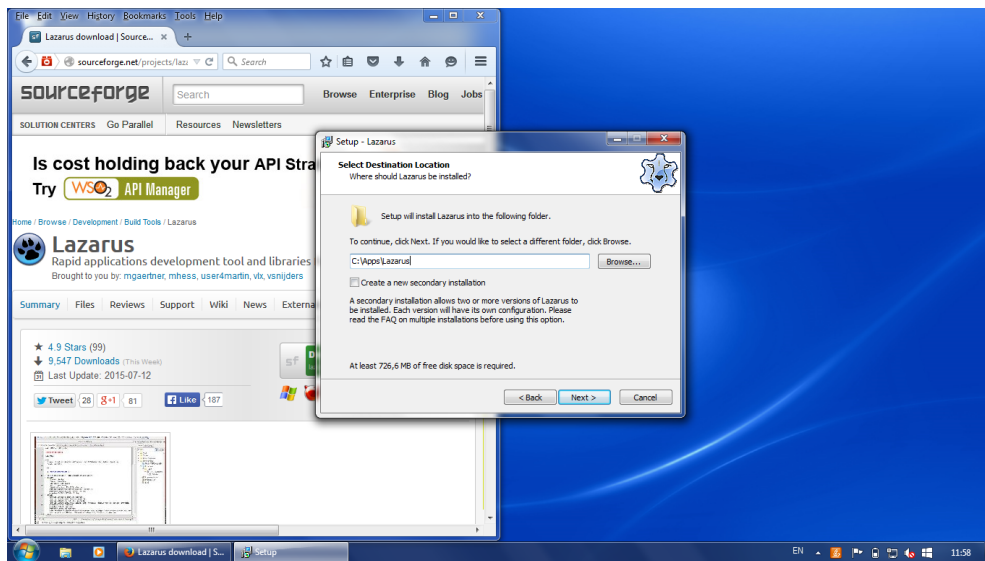 File Edit View History Bookmarks Tools Help
sf Lazarus download | Source... × +
sourceforge.net/projects/laza Search
sourceforge Search Browse Enterprise Blog Jobs
SOLUTION CENTERS Go Parallel Resources Newsletters
Is cost holding back your API Stra
Try WSO2 API Manager
Home / Browse / Development / Build Tools / Lazarus
Lazarus
Rapid applications development tool and libraries
Brought to you by: mgaertner, mhess, user4martin, vlx, vsnijders
Summary Files Reviews Support Wiki News Externa
4.9 Stars (99)
9,547 Downloads (This Week)
Last Update: 2015-07-12
sf D
Tweet 28 g+1 81 Like 187
Setup - Lazarus
Select Destination Location
Where should Lazarus be installed?
Setup will install Lazarus into the following folder.
To continue, click Next. If you would like to select a different folder, click Browse.
C:\Apps\Lazarus Browse...
Create a new secondary installation
A secondary installation allows two or more versions of Lazarus to
be installed. Each version will have its own configuration. Please
read the FAQ on multiple installations before using this option.
At least 726,6 MB of free disk space is required.
< Back Next > Cancel
Lazarus download | S... Setup EN 11:58